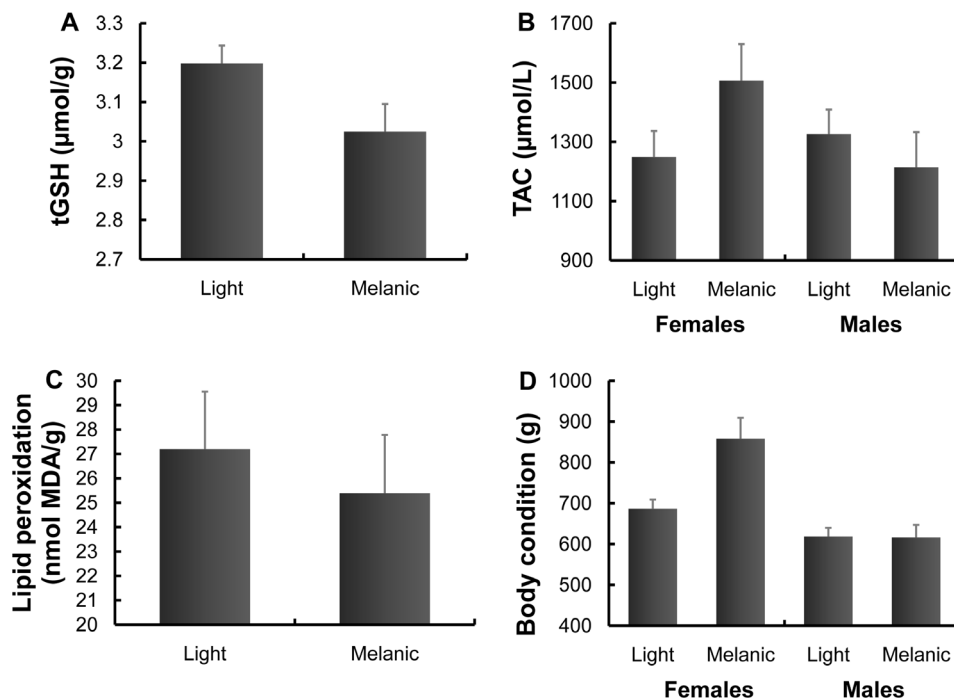 A
tGSH (µmol/g)
3.3
3.2
3.1
3
2.9
2.8
2.7
Light Melanic
B
TAC (µmol/L)
1700
1500
1300
1100
900
Light Melanic Light Melanic
Females Males
C
Lipid peroxidation
(nmol MDA/g)
30
29
28
27
26
25
24
23
22
21
20
Light Melanic
D
Body condition (g)
1000
900
800
700
600
500
400
Light Melanic Light Melanic
Females Males